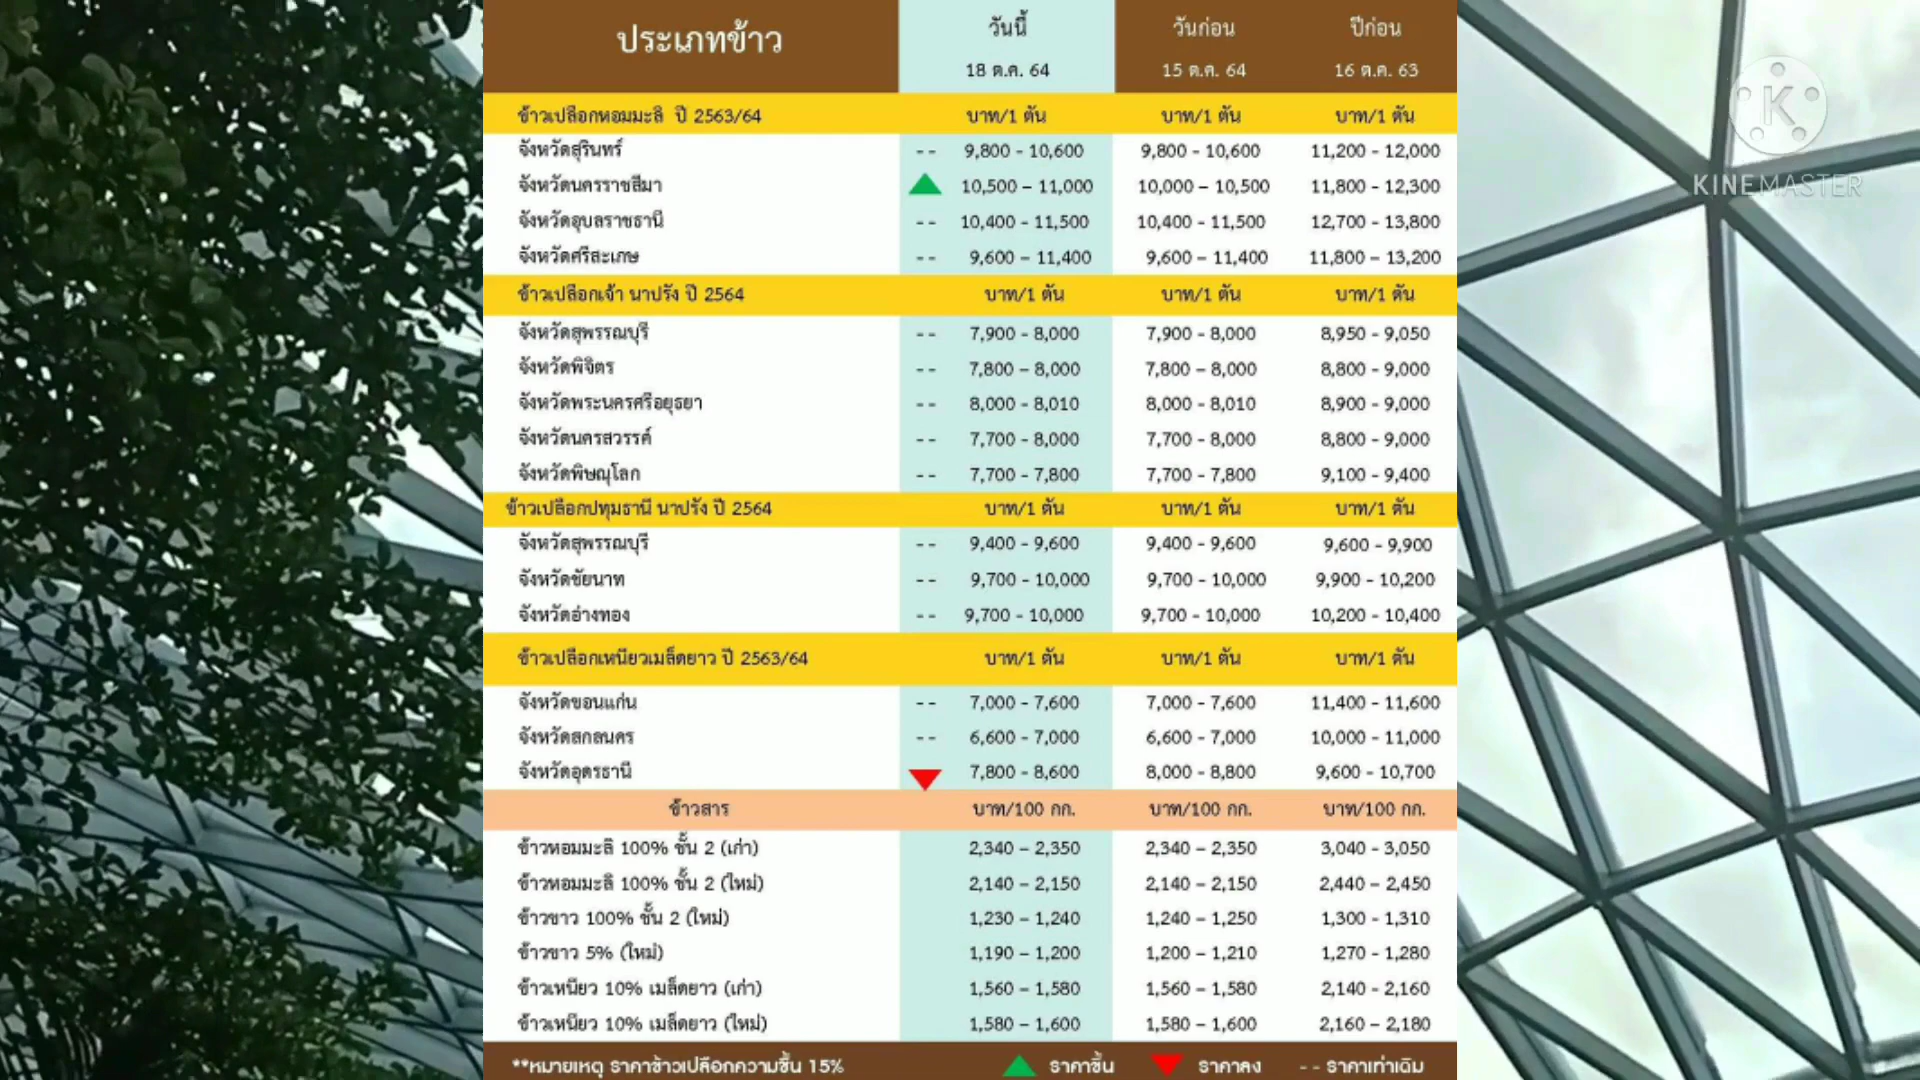 ประเภทข้าว วันนี้ วันก่อน ปีก่อน
18 ต.ค. 64 15 ต.ค. 64 16 ต.ค. 63
ข้าวเปลือกหอมมะลิ ปี 2563/64 บาท/1 ตัน บาท/1 ตัน บาท/1 ตัน
จังหวัดสุรินทร์ -- 9,800 - 10,600 9,800 - 10,600 11,200 - 12,000
จังหวัดนครราชสีมา 10,500 – 11,000 10,000 – 10,500 11,800 - 12,300
จังหวัดอุบลราชธานี -- 10,400 - 11,500 10,400 - 11,500 12,700 - 13,800
จังหวัดศรีสะเกษ -- 9,600 – 11,400 9,600 – 11,400 11,800 – 13,200
ข้าวเปลือกเจ้า นาปรัง ปี 2564 บาท/1 ตัน บาท/1 ตัน บาท/1 ตัน
จังหวัดสุพรรณบุรี -- 7,900 - 8,000 7,900 - 8,000 8,950 - 9,050
จังหวัดพิจิตร -- 7,800 – 8,000 7,800 – 8,000 8,800 - 9,000
จังหวัดพระนครศรีอยุธยา -- 8,000 - 8,010 8,000 - 8,010 8,900 - 9,000
จังหวัดนครสวรรค์ -- 7,700 - 8,000 7,700 - 8,000 8,800 - 9,000
จังหวัดพิษณุโลก -- 7,700 - 7,800 7,700 - 7,800 9,100 - 9,400
ข้าวเปลือกปทุมธานี นาปรัง ปี 2564 บาท/1 ตัน บาท/1 ตัน บาท/1 ตัน
จังหวัดสุพรรณบุรี -- 9,400 - 9,600 9,400 - 9,600 9,600 - 9,900
จังหวัดชัยนาท -- 9,700 - 10,000 9,700 - 10,000 9,900 - 10,200
จังหวัดอ่างทอง -- 9,700 - 10,000 9,700 - 10,000 10,200 - 10,400
ข้าวเปลือกเหนียวเมล็ดยาว ปี 2563/64 บาท/1 ตัน บาท/1 ตัน บาท/1 ตัน
จังหวัดขอนแก่น -- 7,000 - 7,600 7,000 - 7,600 11,400 - 11,600
จังหวัดสกลนคร -- 6,600 - 7,000 6,600 - 7,000 10,000 - 11,000
จังหวัดอุดรธานี 7,800 - 8,600 8,000 - 8,800 9,600 - 10,700
ข้าวสาร บาท/100 กก. บาท/100 กก. บาท/100 กก.
ข้าวหอมมะลิ 100% ชั้น 2 (เก่า) 2,340 – 2,350 2,340 – 2,350 3,040 - 3,050
ข้าวหอมมะลิ 100% ชั้น 2 (ใหม่) 2,140 – 2,150 2,140 – 2,150 2,440 – 2,450
ข้าวขาว 100% ชั้น 2 (ใหม่) 1,230 – 1,240 1,240 – 1,250 1,300 - 1,310
ข้าวขาว 5% (ใหม่) 1,190 – 1,200 1,200 – 1,210 1,270 – 1,280
ข้าวเหนียว 10% เมล็ดยาว (เก่า) 1,560 – 1,580 1,560 – 1,580 2,140 - 2,160
ข้าวเหนียว 10% เมล็ดยาว (ใหม่) 1,580 – 1,600 1,580 – 1,600 2,160 – 2,180
**หมายเหตุ ราคาข้าวเปลือกความชื้น 15% ราคาขึ้น ราคาลง -- ราคาเท่าเดิม
K
KINEMASTER